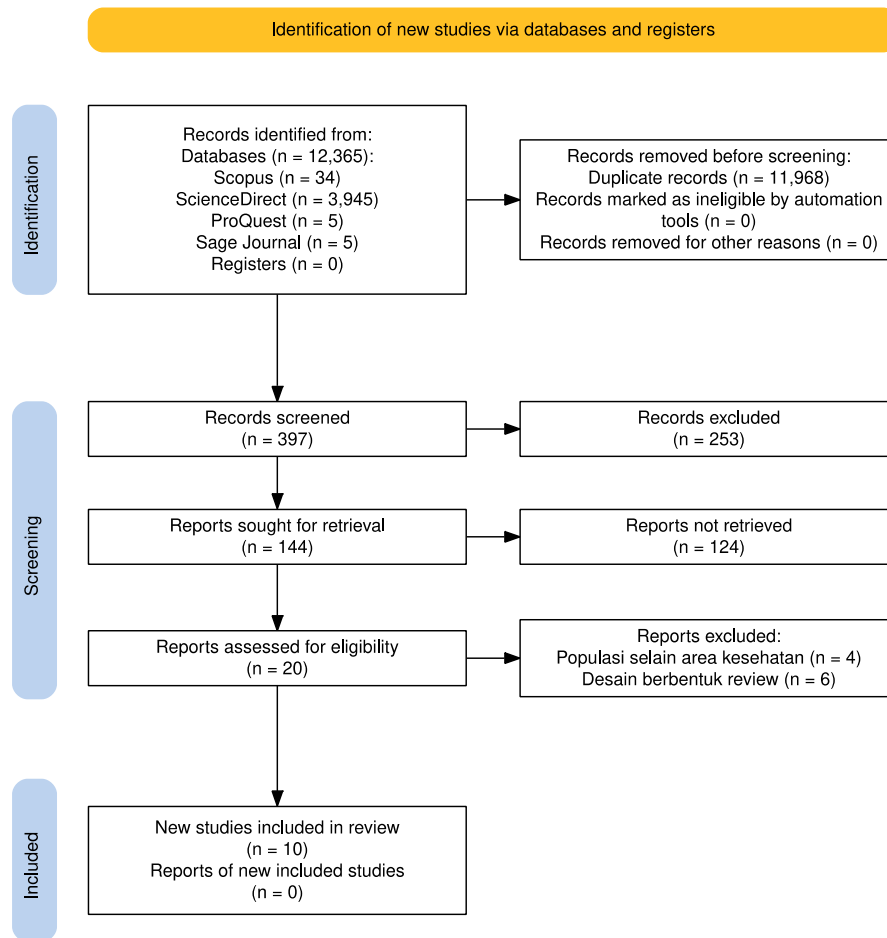 Identification of new studies via databases and registers
Identification
Records identified from:
Databases (n = 12,365):
Scopus (n = 34)
ScienceDirect (n = 3,945)
ProQuest (n = 5)
Sage Journal (n = 5)
Registers (n = 0)
Records removed before screening:
Duplicate records (n = 11,968)
Records marked as ineligible by automation
tools (n = 0)
Records removed for other reasons (n = 0)
Screening
Records screened
(n = 397)
Records excluded
(n = 253)
Reports sought for retrieval
(n = 144)
Reports not retrieved
(n = 124)
Reports assessed for eligibility
(n = 20)
Reports excluded:
Populasi selain area kesehatan (n = 4)
Desain berbentuk review (n = 6)
Included
New studies included in review
(n = 10)
Reports of new included studies
(n = 0)